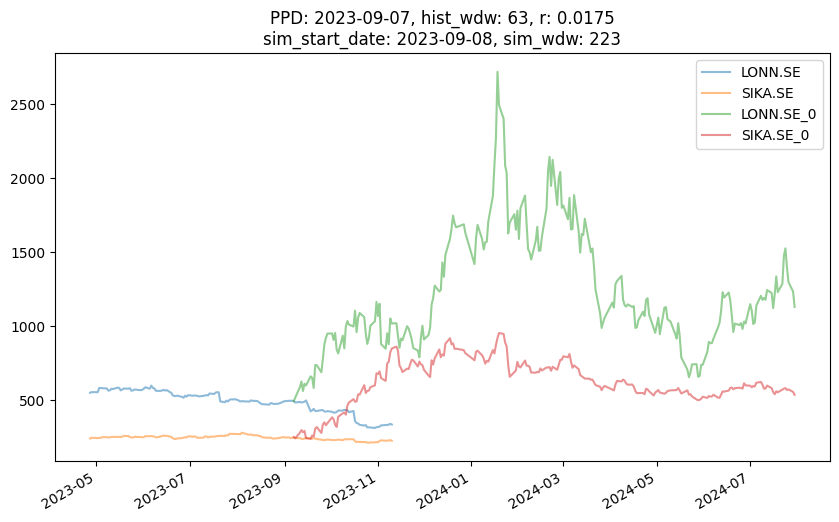 PPD: 2023-09-07, hist_wdw: 63, r: 0.0175
sim_start_date: 2023-09-08, sim_wdw: 223
LONN.SE
SIKA.SE
LONN.SE_0
SIKA.SE_0
2500
2000
1500
1000
500
2023-05
2023-07
2023-09
2023-11
2024-01
2024-03
2024-05
2024-07